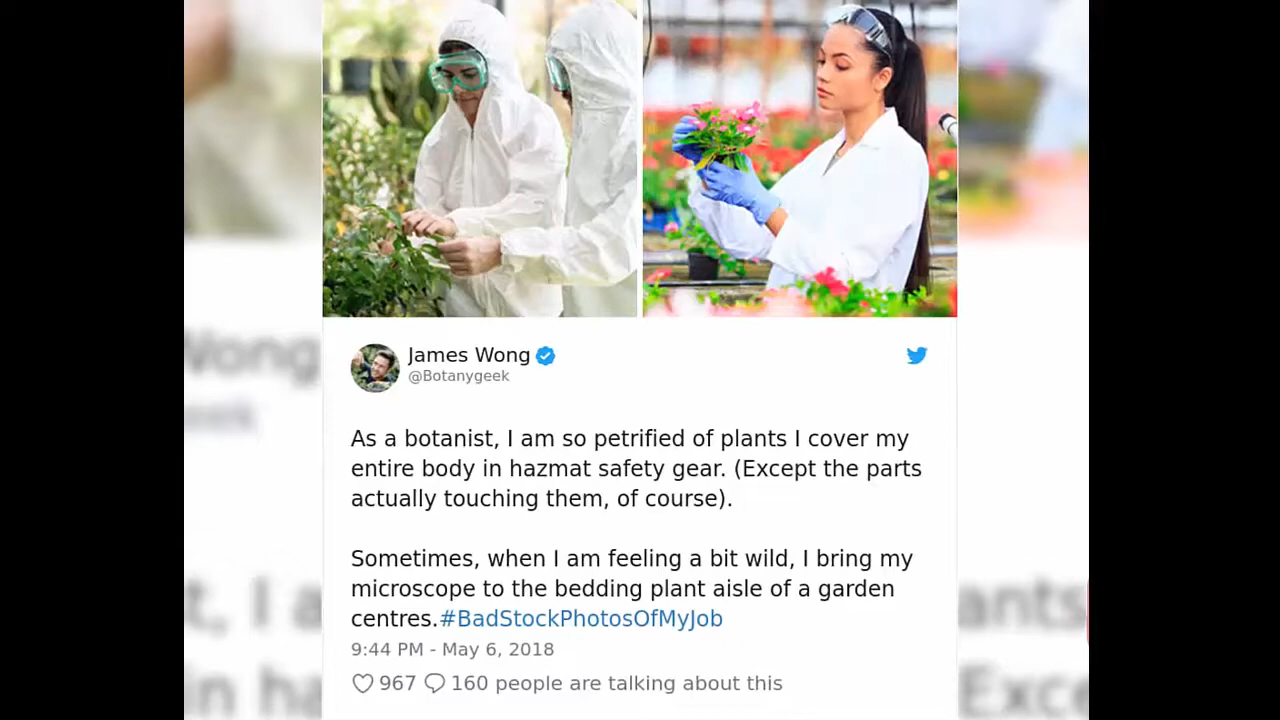 James Wong
@Botanygeek
As a botanist, I am so petrified of plants I cover my
entire body in hazmat safety gear. (Except the parts
actually touching them, of course).
Sometimes, when I am feeling a bit wild, I bring my
microscope to the bedding plant aisle of a garden
centres.#BadStockPhotosOfMyJob
9:44 PM - May 6, 2018
967 160 people are talking about this